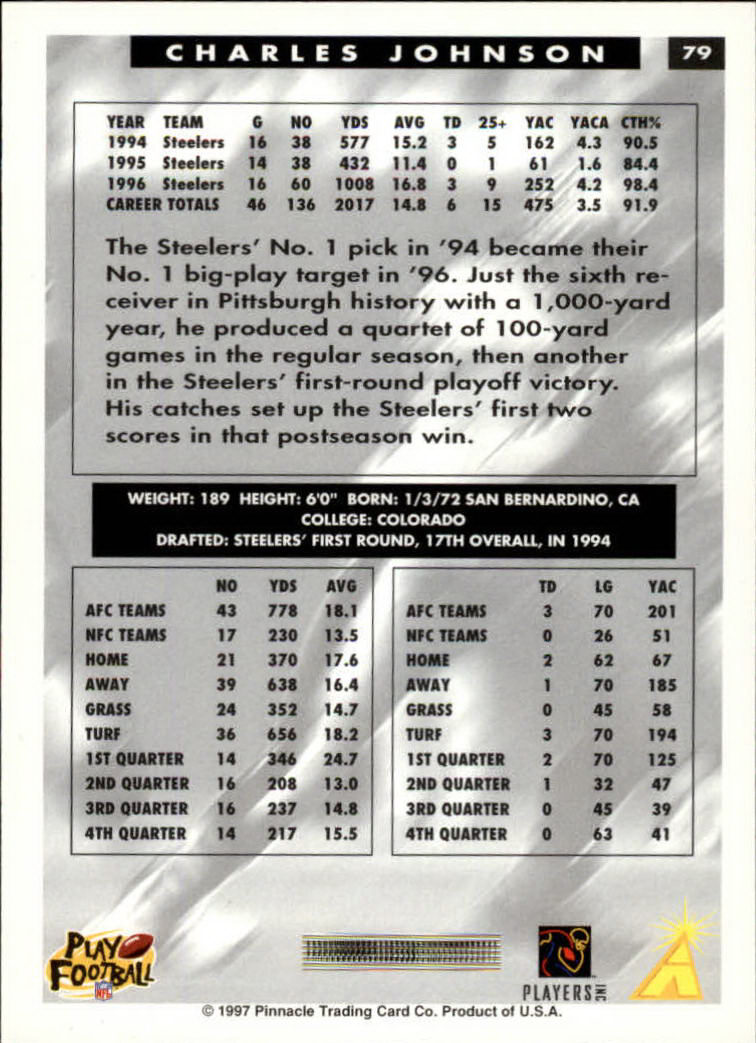 CHARLES JOHNSON 79
YEAR TEAM G NO YDS AVG TD 25+ YAC YACA CTH%
1994 Steelers 16 38 577 15.2 3 5 162 4.3 90.5
1995 Steelers 14 38 432 11.4 0 1 61 1.6 84.4
1996 Steelers 16 60 1008 16.8 3 9 252 4.2 98.4
CAREER TOTALS 46 136 2017 14.8 6 15 475 3.5 91.9
The Steelers' No. 1 pick in '94 became their
No. 1 big-play target in '96. Just the sixth re-
ceiver in Pittsburgh history with a 1,000-yard
year, he produced a quartet of 100-yard
games in the regular season, then another
in the Steelers' first-round playoff victory.
His catches set up the Steelers' first two
scores in that postseason win.
WEIGHT: 189 HEIGHT: 6'0" BORN: 1/3/72 SAN BERNARDINO, CA
COLLEGE: COLORADO
DRAFTED: STEELERS' FIRST ROUND, 17TH OVERALL, IN 1994
NO YDS AVG
AFC TEAMS 43 778 18.1
NFC TEAMS 17 230 13.5
HOME 21 370 17.6
AWAY 39 638 16.4
GRASS 24 352 14.7
TURF 36 656 18.2
1ST QUARTER 14 346 24.7
2ND QUARTER 16 208 13.0
3RD QUARTER 16 237 14.8
4TH QUARTER 14 217 15.5
TD LG YAC
AFC TEAMS 3 70 201
NFC TEAMS 0 26 51
HOME 2 62 67
AWAY 1 70 185
GRASS 0 45 58
TURF 3 70 194
1ST QUARTER 2 70 125
2ND QUARTER 1 32 47
3RD QUARTER 0 45 39
4TH QUARTER 0 63 41
PLAY
FOOTBALL
NFL
PLAYERS INC
© 1997 Pinnacle Trading Card Co. Product of U.S.A.